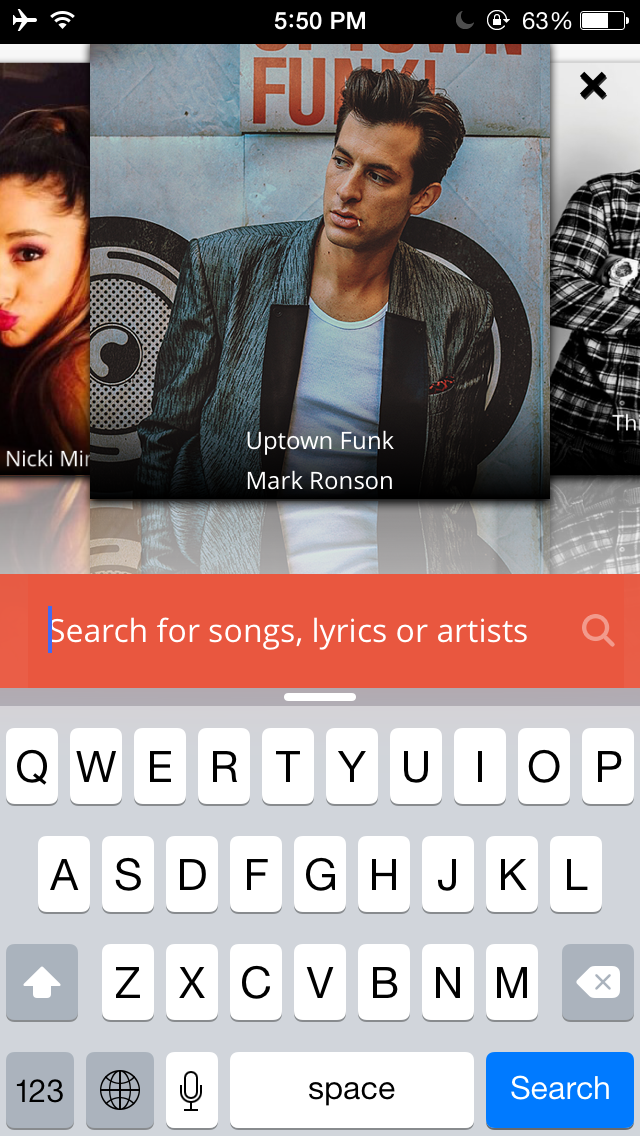 5:50 PM
63%
UPTOWN
FUNK!
Uptown Funk
Mark Ronson
Nicki Mi
Th
Search for songs, lyrics or artists
Q W E R T Y U I O P
A S D F G H J K L
Z X C V B N M
123
space
Search